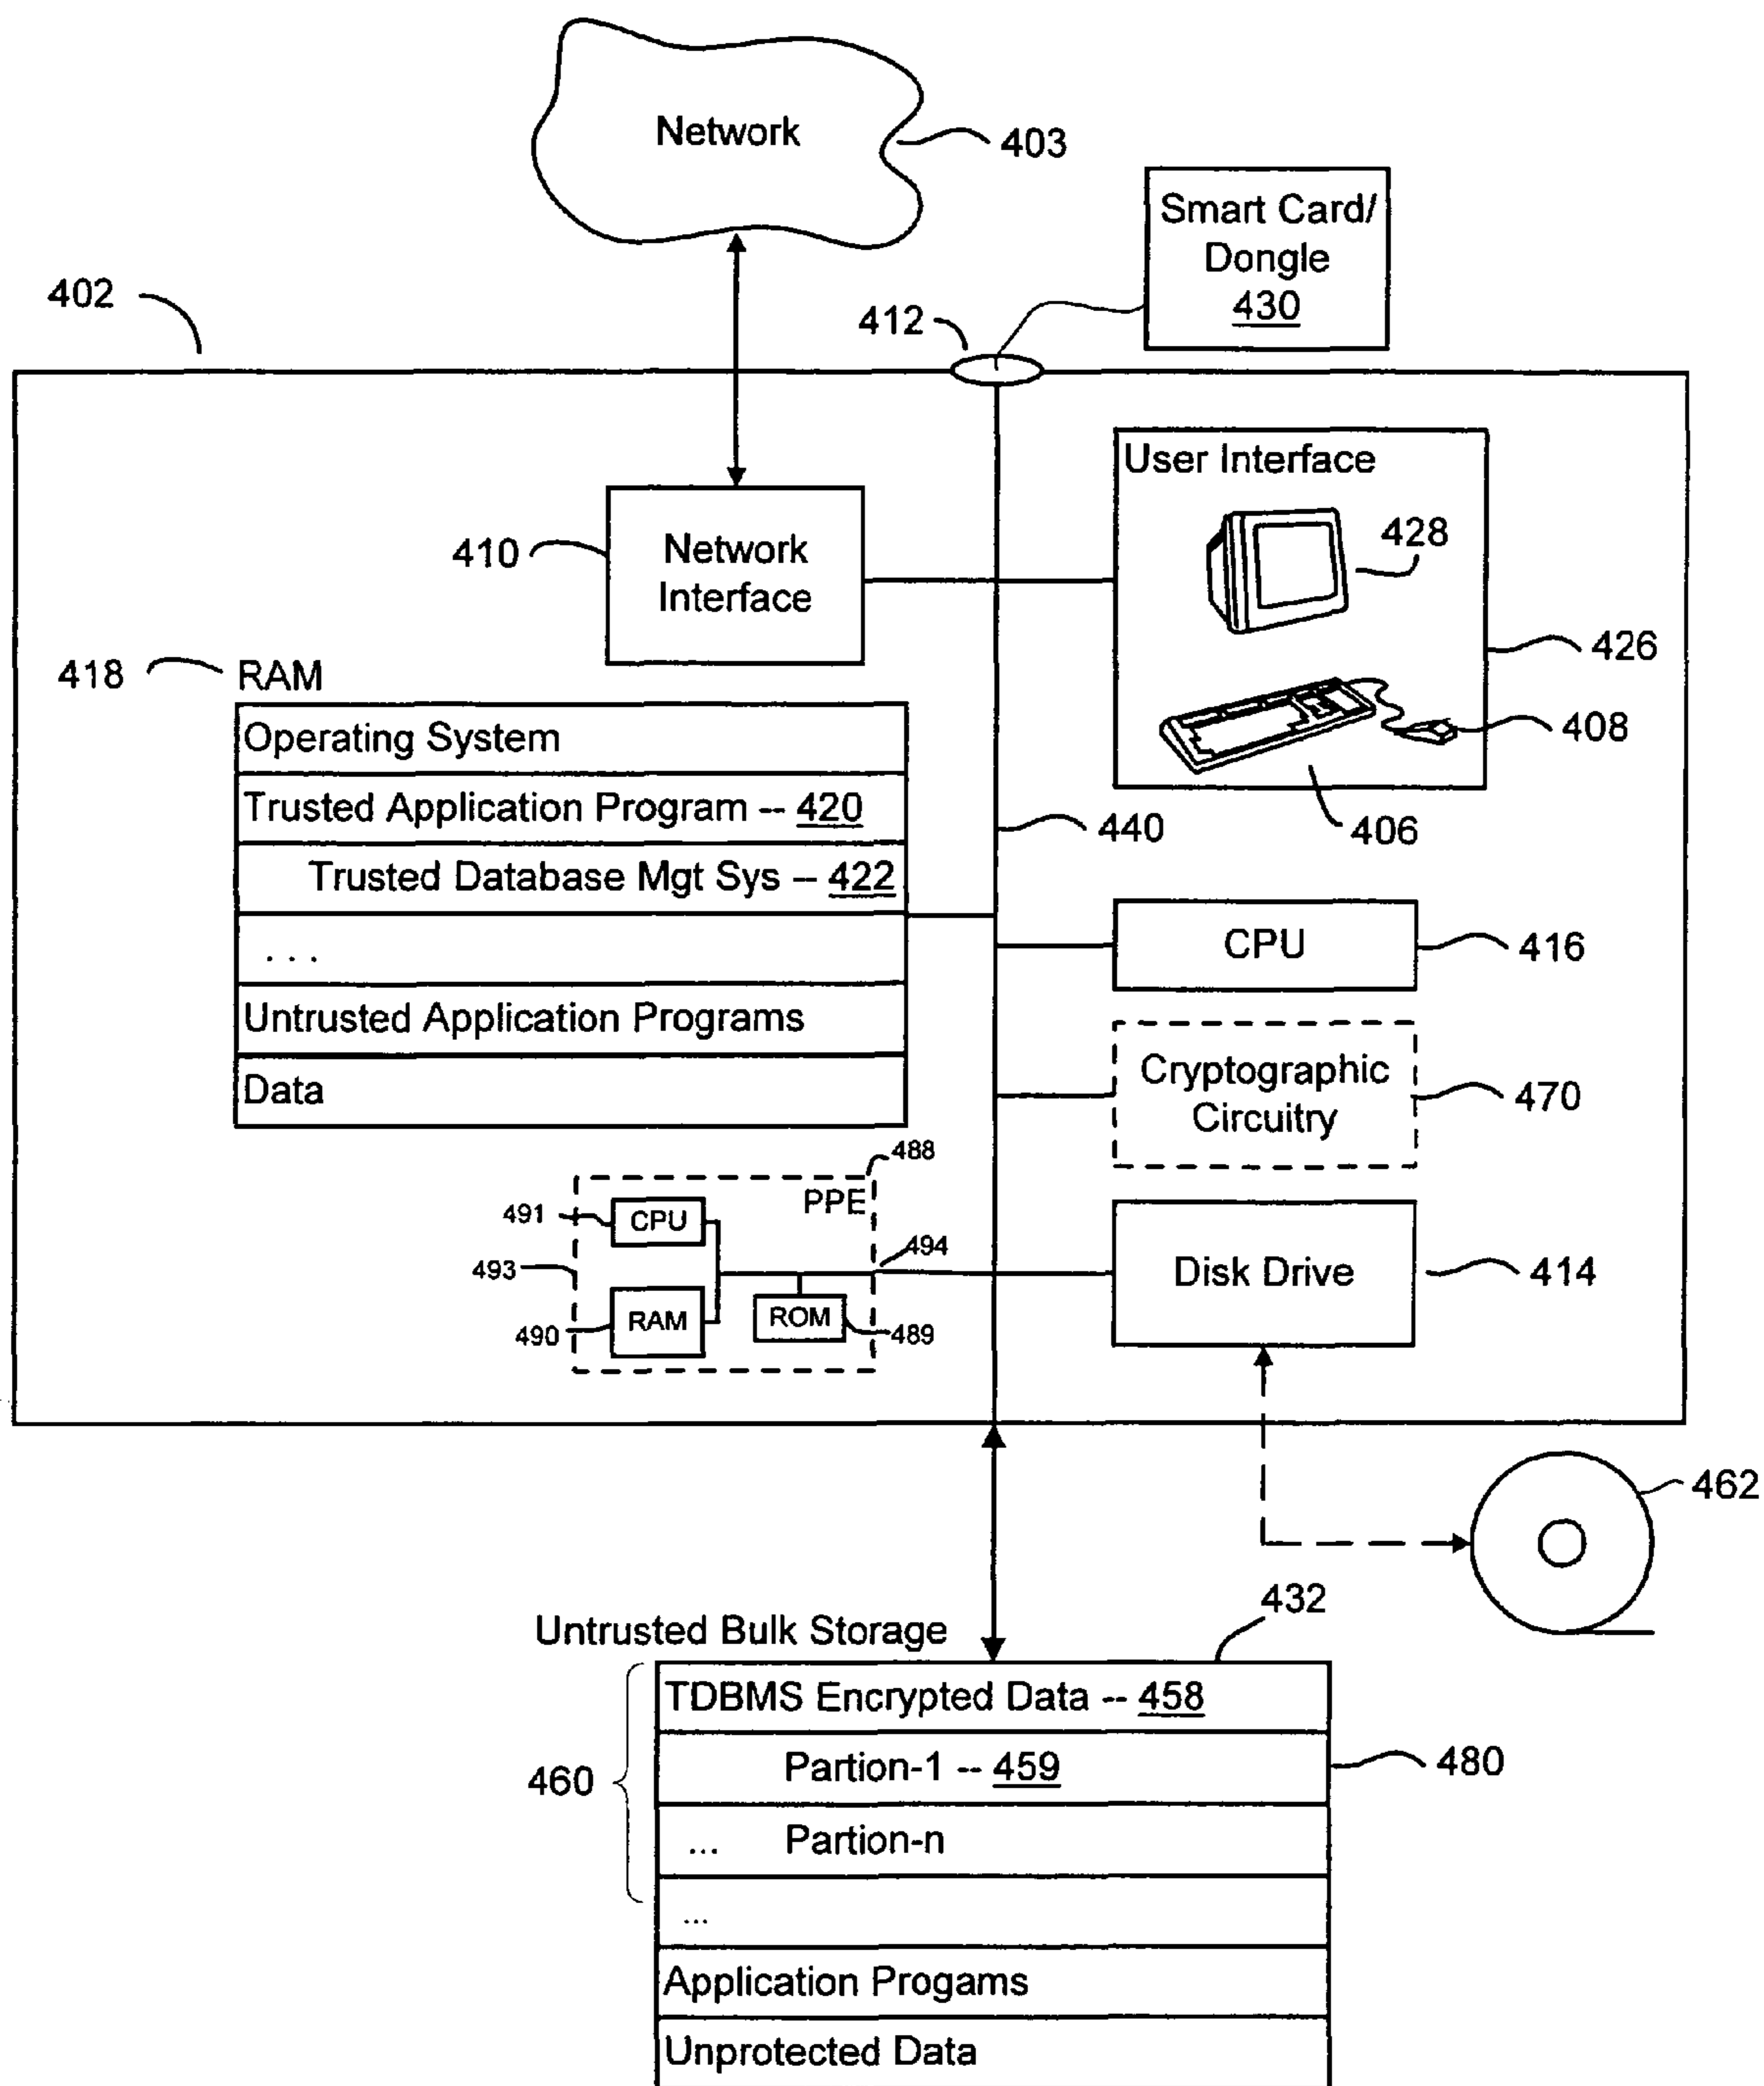 Network
403
Smart Card/
Dongle
430
402
412
User Interface
428
410
Network
Interface
426
418
RAM
408
Operating System
Trusted Application Program -- 420
440
406
Trusted Database Mgt Sys -- 422
. . .
CPU
416
Untrusted Application Programs
Data
Cryptographic
Circuitry
470
488
PPE
491
CPU
494
493
Disk Drive
414
490
RAM
ROM
489
462
432
Untrusted Bulk Storage
TDBMS Encrypted Data -- 458
460
Partion-1 -- 459
480
... Partion-n
...
Application Progams
Unprotected Data